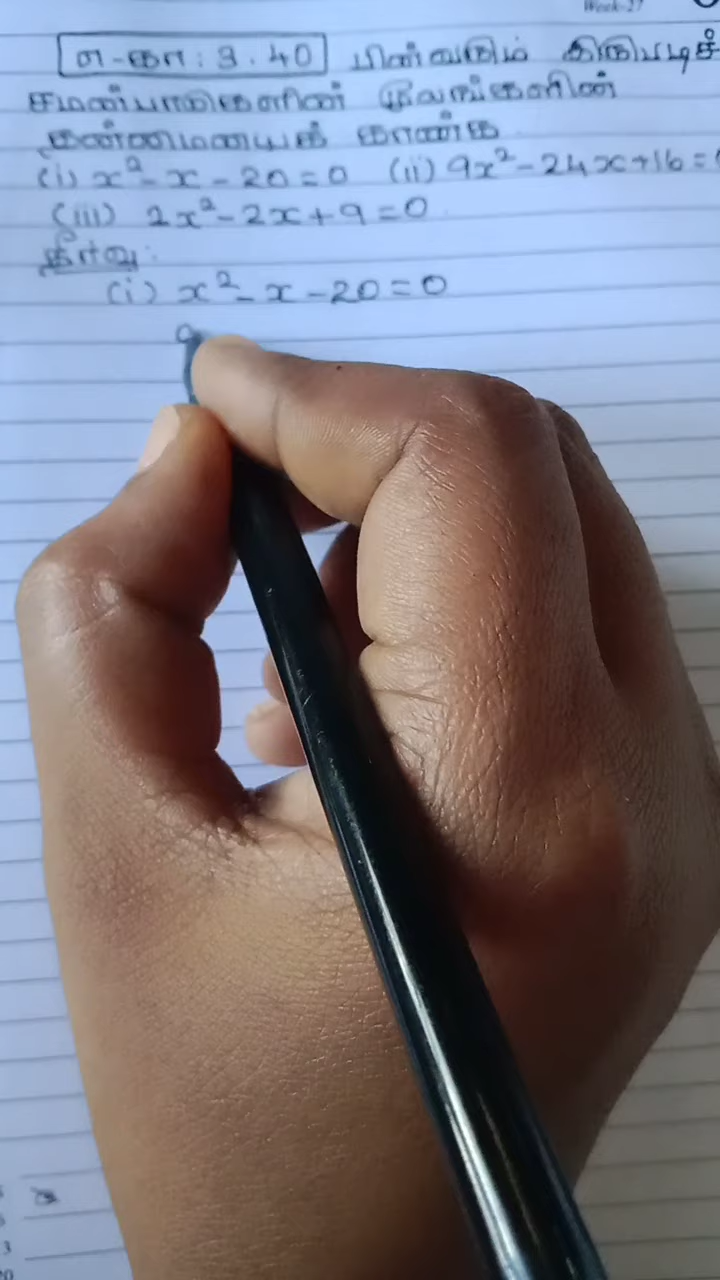 எ-கா : 3.40 பின்வரும் இருபடிச்
சமன்பாடுகளின் மூலங்களின்
தன்மையைக் காண்க
(i) x² - x - 20 = 0 (ii) 9x² - 24x + 16 =
(iii) 2x² - 2x + 9 = 0
தீர்வு :
(i) x² - x - 20 = 0